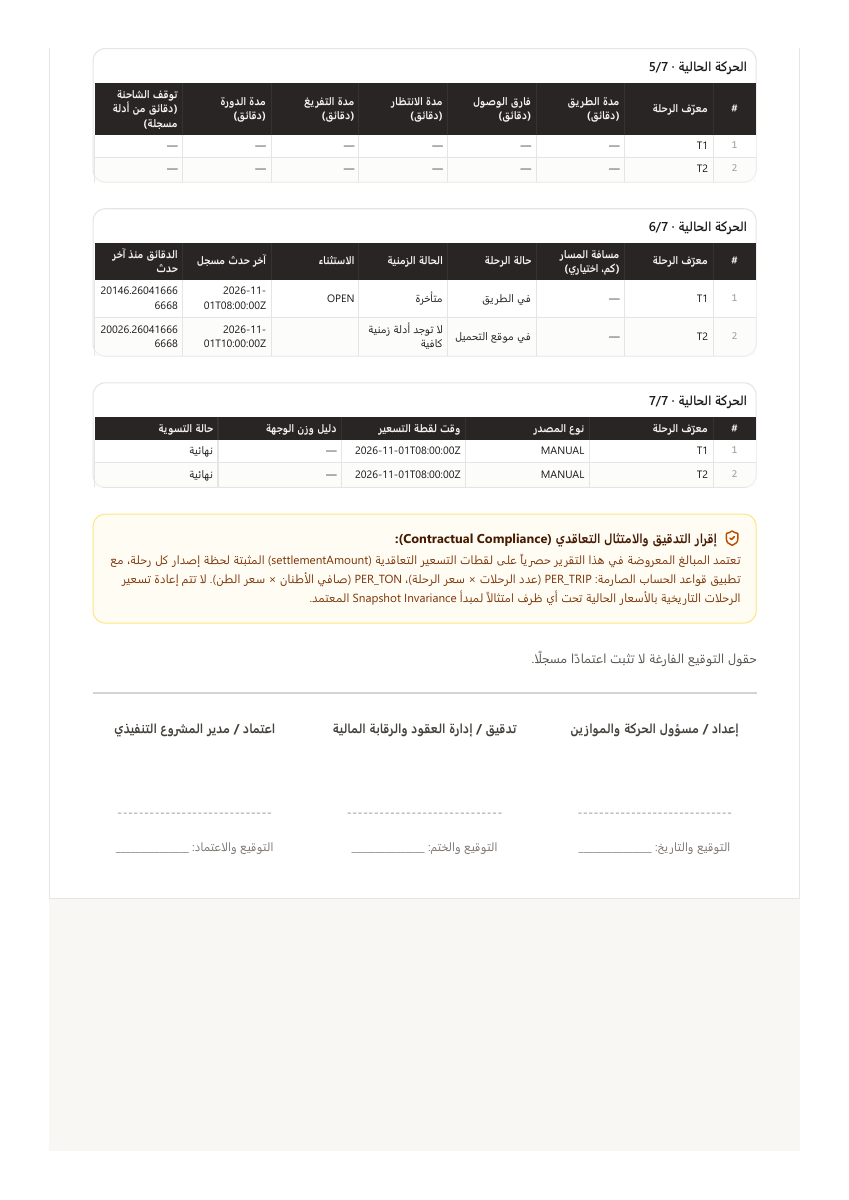 الحركة الحالية · 5/7
# معرّف الرحلة مدة الطريق (دقائق) فارق الوصول (دقائق) مدة الانتظار (دقائق) مدة التفريغ (دقائق) مدة الدورة (دقائق) توقف الشاحنة (دقائق من أدلة مسجلة)
1 T1 — — — — — —
2 T2 — — — — — —
الحركة الحالية · 6/7
# معرّف الرحلة مسافة المسار (كم، اختياري) حالة الرحلة الحالة الزمنية الاستثناء آخر حدث مسجل الدقائق منذ آخر حدث
1 T1 — في الطريق متأخرة OPEN 2026-11-01T08:00:00Z 20146.260416666668
2 T2 — في موقع التحميل لا توجد أدلة زمنية كافية 2026-11-01T10:00:00Z 20026.260416666668
الحركة الحالية · 7/7
# معرّف الرحلة نوع المصدر وقت لقطة التسعير دليل وزن الوجهة حالة التسوية
1 T1 MANUAL 2026-11-01T08:00:00Z — نهائية
2 T2 MANUAL 2026-11-01T08:00:00Z — نهائية
إقرار التدقيق والامتثال التعاقدي (Contractual Compliance):
تعتمد المبالغ المعروضة في هذا التقرير حصرياً على لقطات التسعير التعاقدية (settlementAmount) المثبتة لحظة إصدار كل رحلة، مع
تطبيق قواعد الحساب الصارمة: PER_TRIP (عدد الرحلات × سعر الرحلة)، PER_TON (صافي الأطنان × سعر الطن). لا تتم إعادة تسعير
الرحلات التاريخية بالأسعار الحالية تحت أي ظرف امتثالاً لمبدأ Snapshot Invariance المعتمد.
حقول التوقيع الفارغة لا تثبت اعتمادًا مسجلًا.
إعداد / مسؤول الحركة والموازين تدقيق / إدارة العقود والرقابة المالية اعتماد / مدير المشروع التنفيذي
----------------------------- ----------------------------- -----------------------------
التوقيع والتاريخ: ____________ التوقيع والختم: ____________ التوقيع والاعتماد: ____________